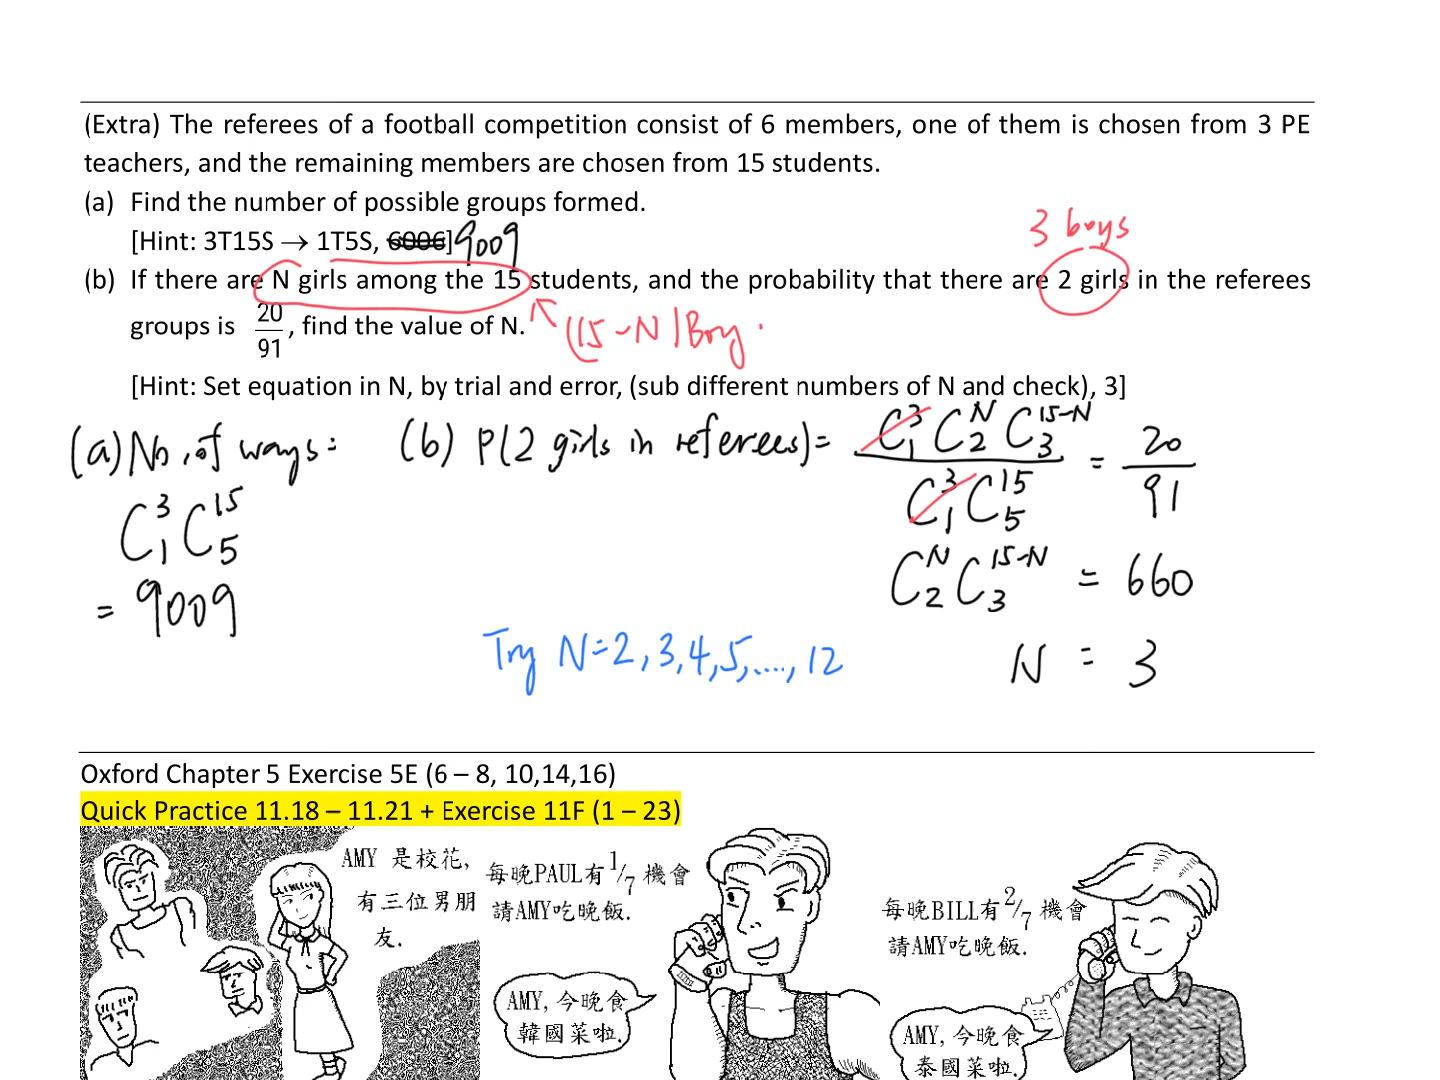 (Extra) The referees of a football competition consist of 6 members, one of them is chosen from 3 PE
teachers, and the remaining members are chosen from 15 students.
(a) Find the number of possible groups formed.
3 boys
[Hint: 3T15S → 1T5S, 6006] 9009
(b) If there are N girls among the 15 students, and the probability that there are 2 girls in the referees
groups is 20/91, find the value of N.
(15-N) Boy.
[Hint: Set equation in N, by trial and error, (sub different numbers of N and check), 3]
(a) No. of ways =
C^3_1 C^15_5
= 9009
(b) P(2 girls in referees) = C^3_1 C^N_2 C^15-N_3 / C^3_1 C^15_5 = 20/91
C^N_2 C^15-N_3 = 660
Try N=2,3,4,5,....,12
N = 3
Oxford Chapter 5 Exercise 5E (6 – 8, 10,14,16)
Quick Practice 11.18 – 11.21 + Exercise 11F (1 – 23)
AMY 是校花,
有三位男朋
友.
每晚PAUL有1/7機會
請AMY吃晚飯.
AMY, 今晚食
韓國菜啦.
每晚BILL有2/7機會
請AMY吃晚飯.
AMY, 今晚食
泰國菜啦.